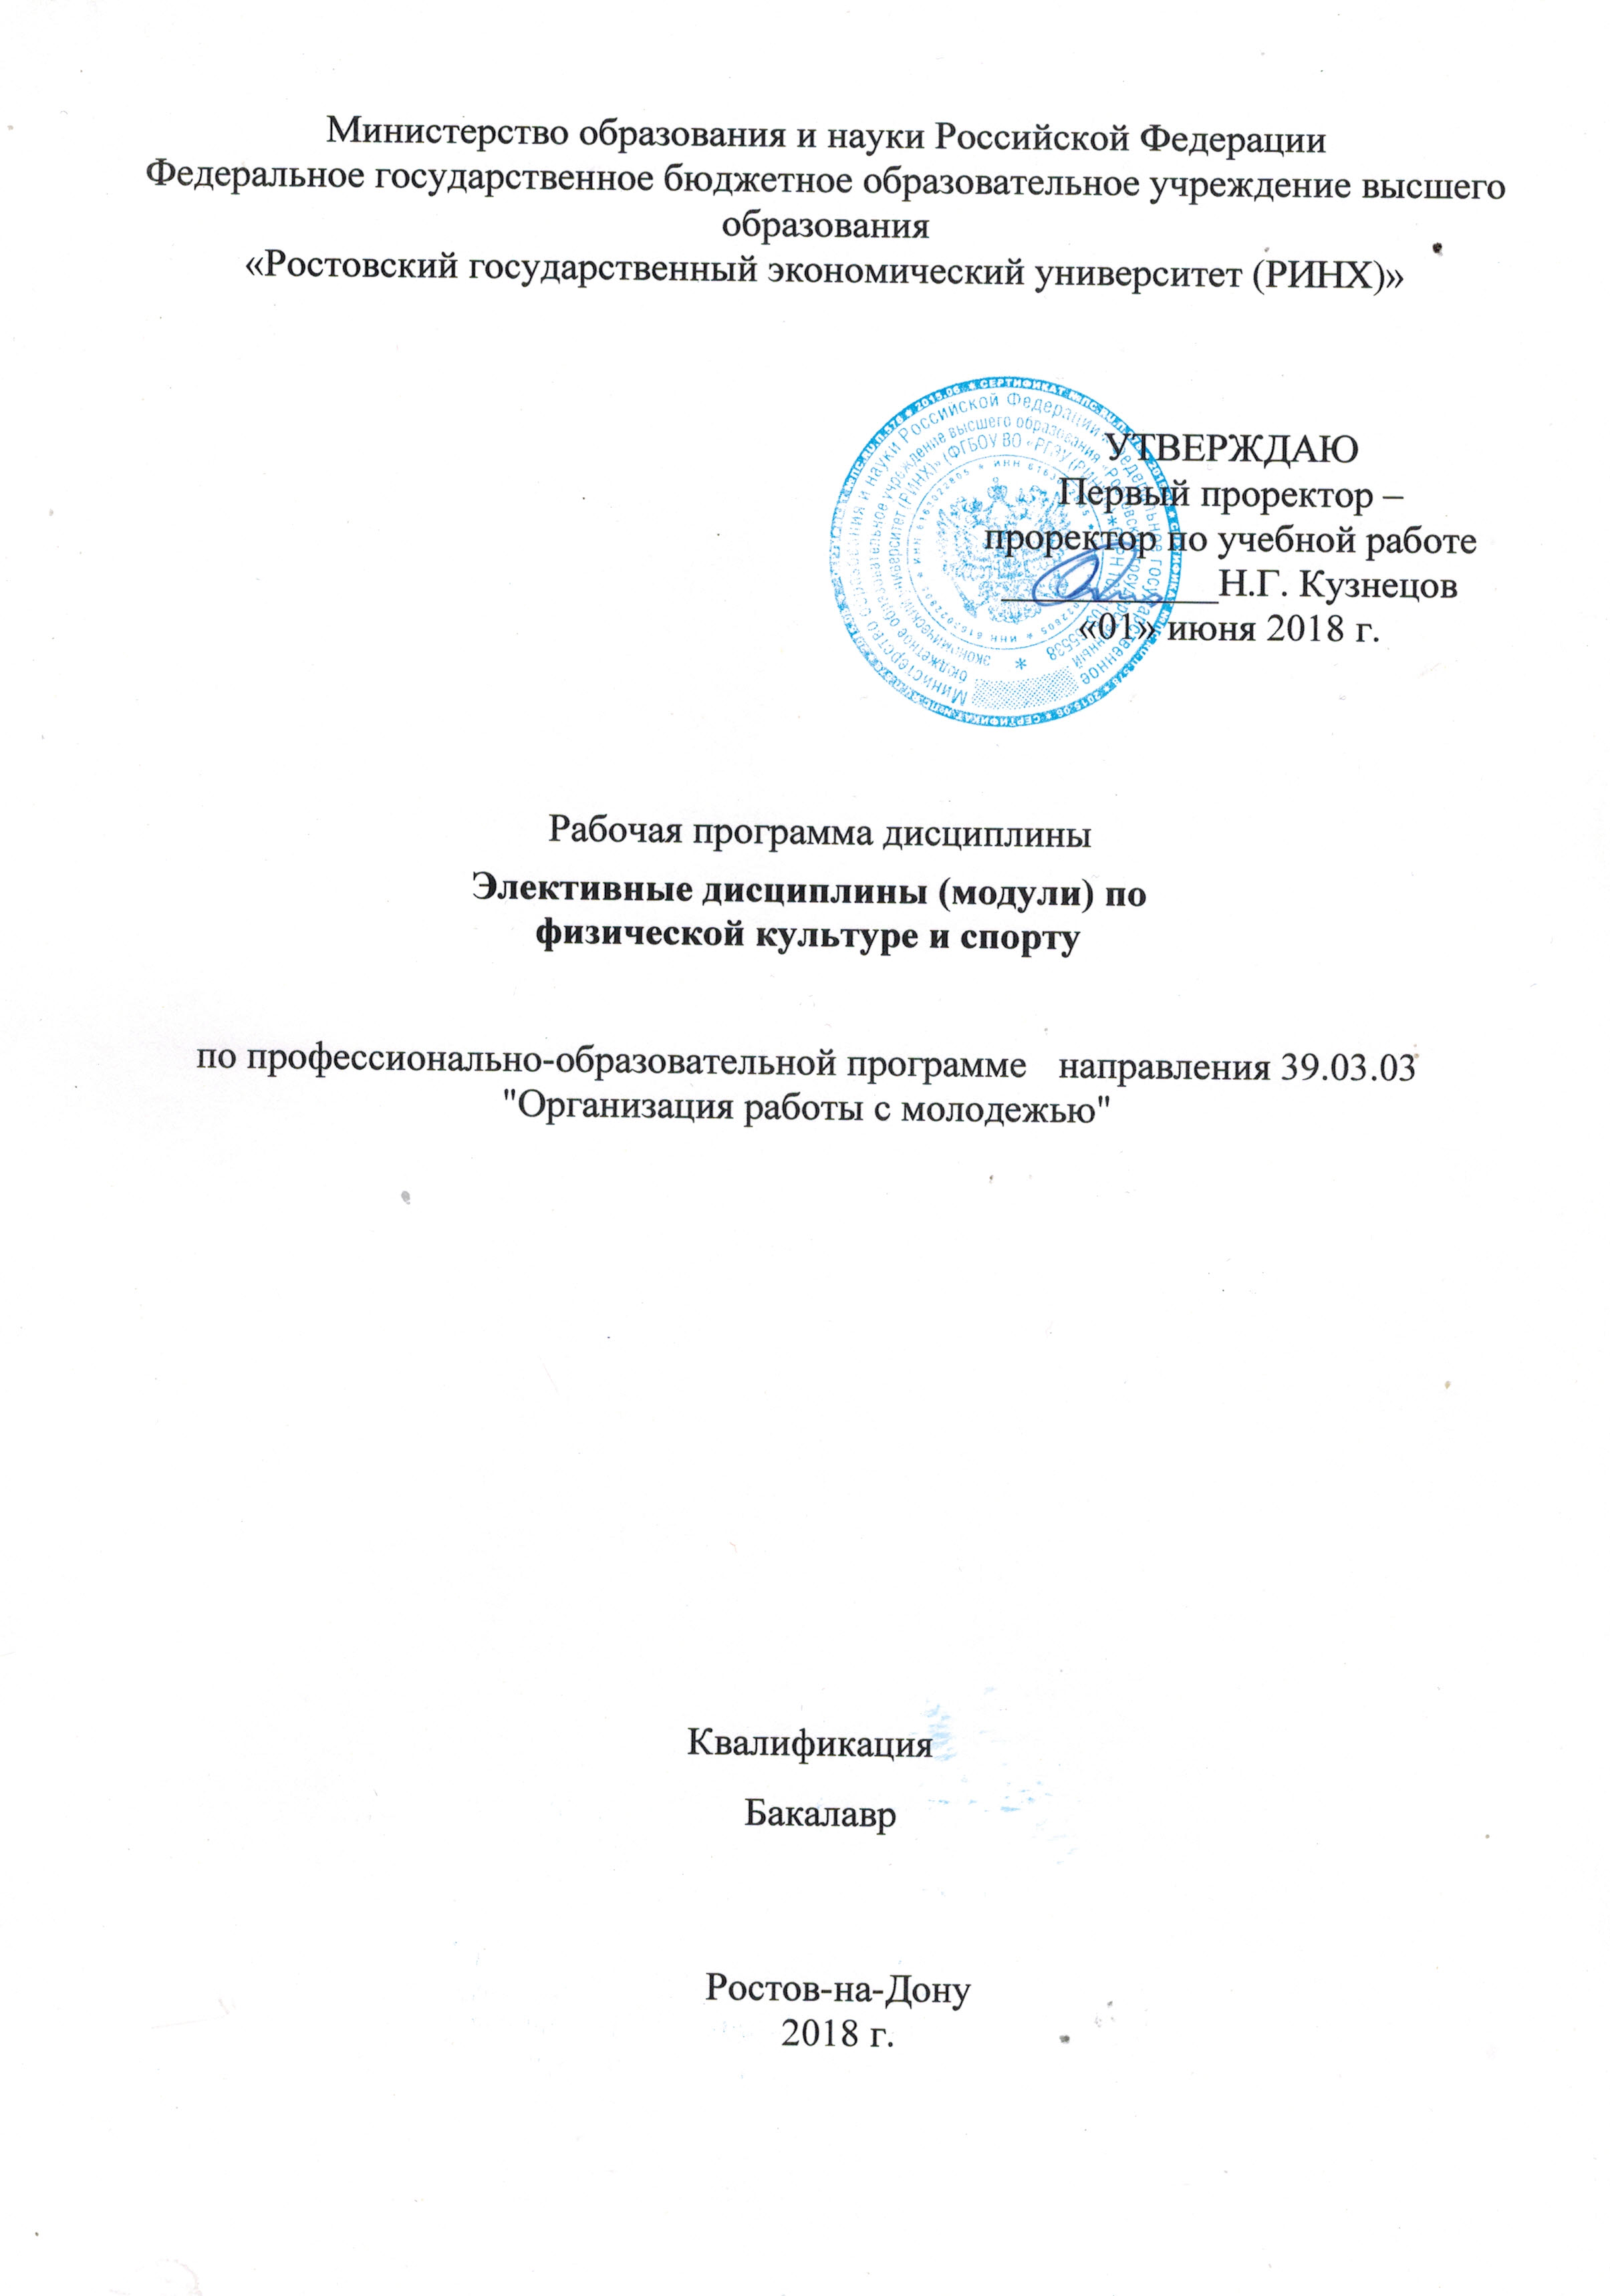 Министерство образования и науки Российской Федерации
Федеральное государственное бюджетное образовательное учреждение высшего
образования
«Ростовский государственный экономический университет (РИНХ)»
УТВЕРЖДАЮ
Первый проректор –
проректор по учебной работе
____________Н.Г. Кузнецов
«01» июня 2018 г.
Рабочая программа дисциплины
Элективные дисциплины (модули) по
физической культуре и спорту
по профессионально-образовательной программе направления 39.03.03
"Организация работы с молодежью"
Квалификация
Бакалавр
Ростов-на-Дону
2018 г.